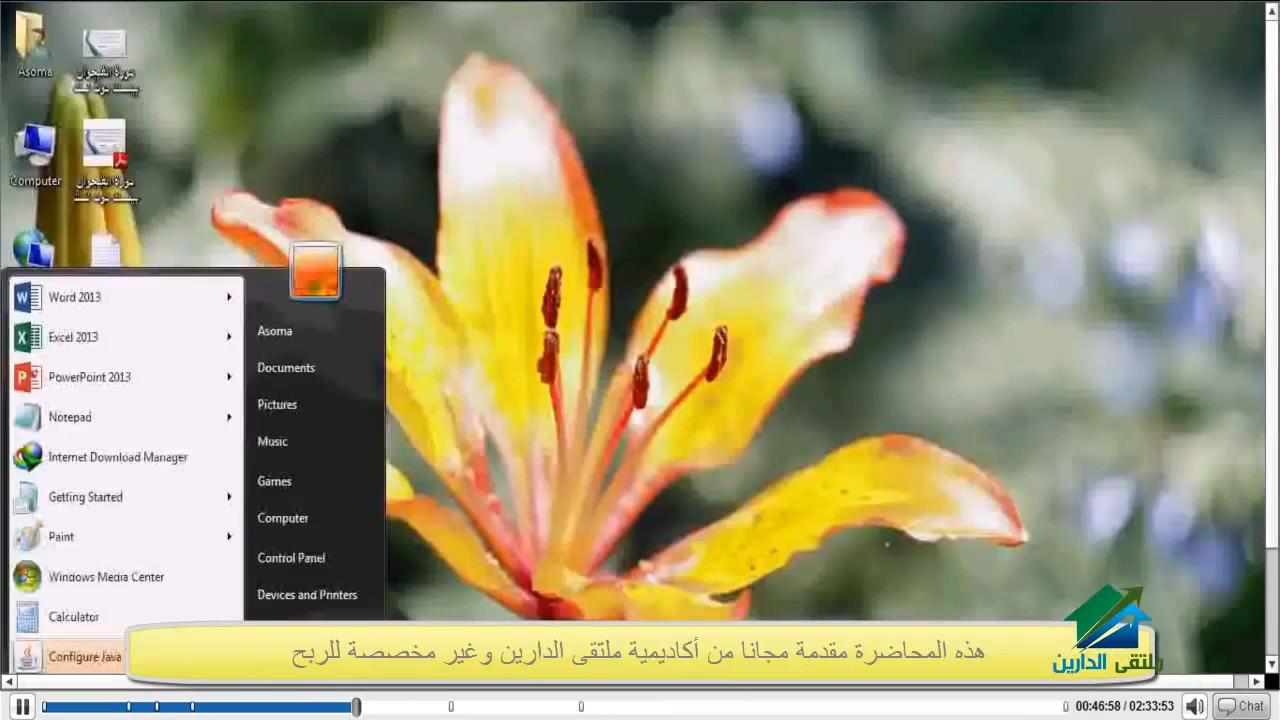 Asoma
Computer
Word 2013
Excel 2013
PowerPoint 2013
Notepad
Internet Download Manager
Getting Started
Paint
Windows Media Center
Calculator
Configure Java
Asoma
Documents
Pictures
Music
Games
Computer
Control Panel
Devices and Printers
هذه المحاضرة مقدمة مجانا من أكاديمية ملتقى الدارين وغير مخصصة للربح
ملتقى الدارين
00:46:58 / 02:33:53
Chat